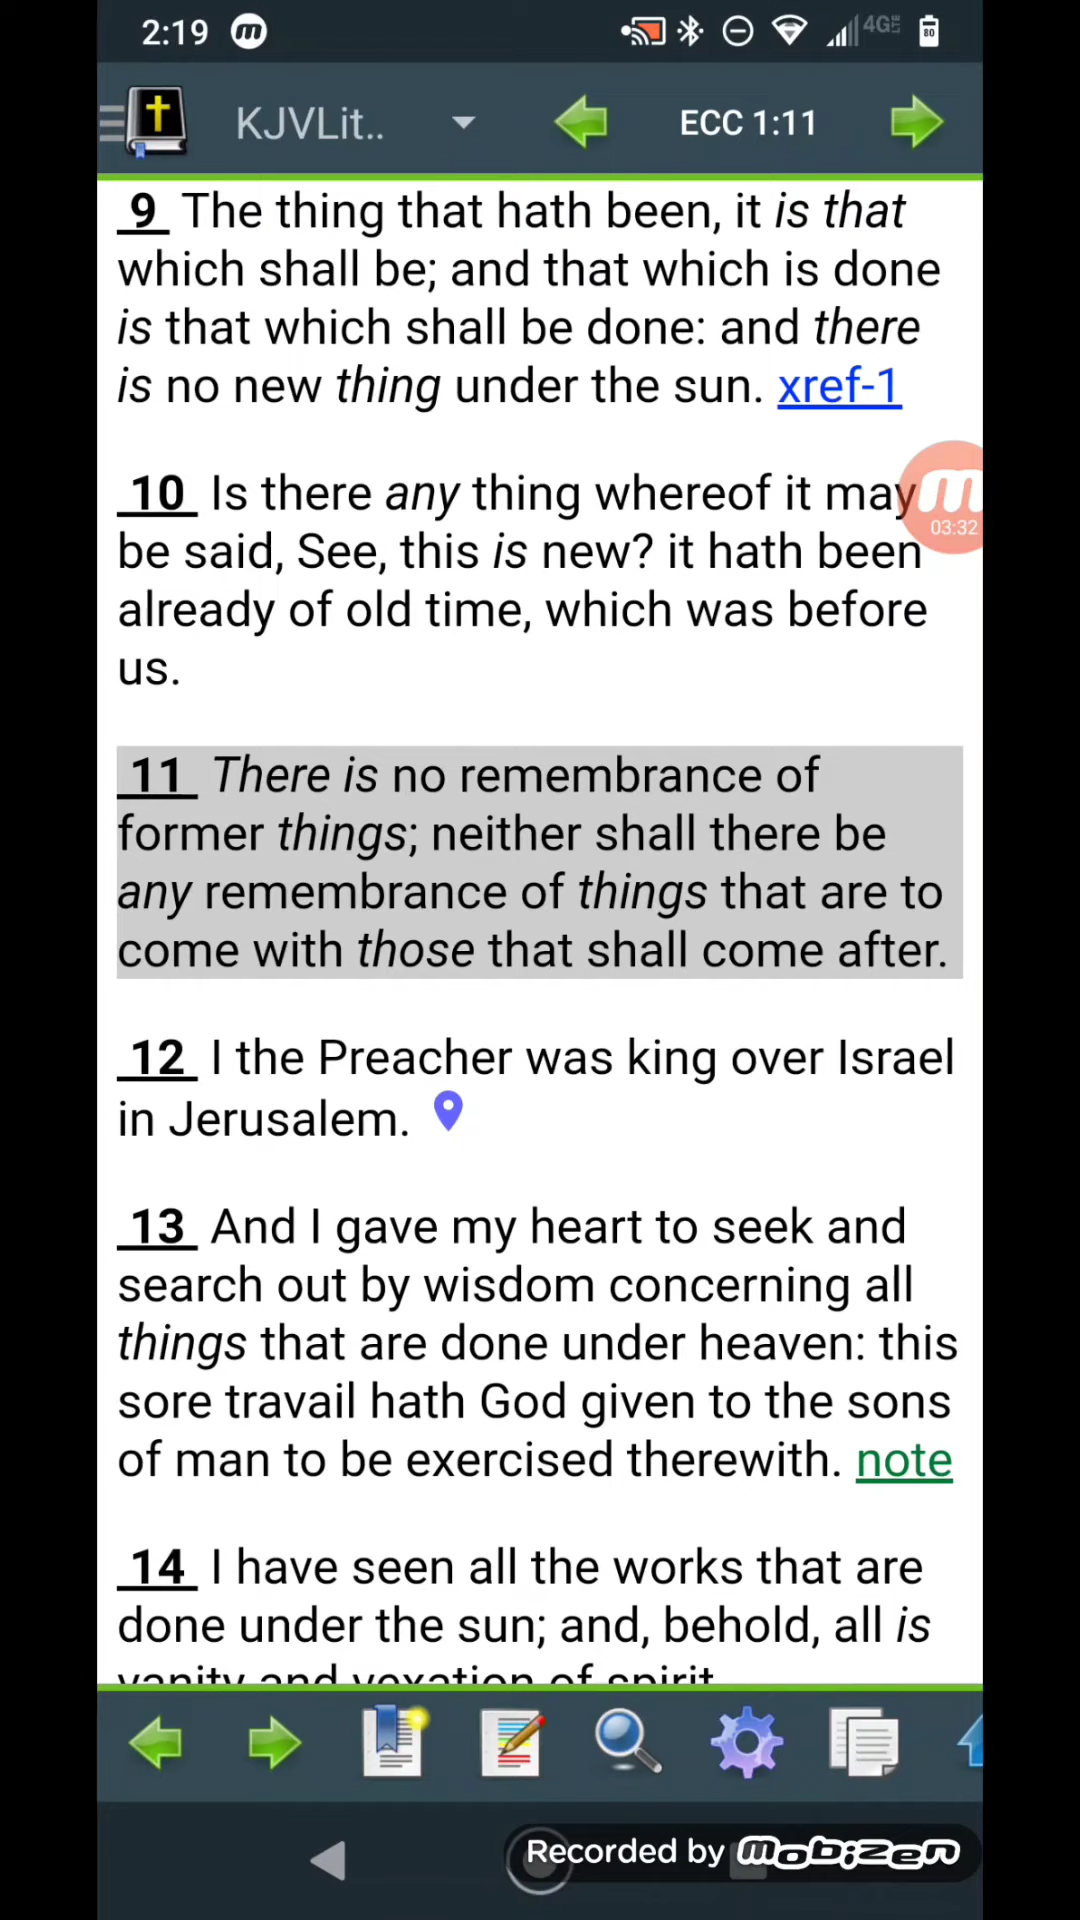 2:19 m 4GE 80
KJVLit.. ECC 1:11
9 The thing that hath been, it is that
which shall be; and that which is done
is that which shall be done: and there
is no new thing under the sun. xref-1
10 Is there any thing whereof it may
be said, See, this is new? it hath been
already of old time, which was before
us.
m
03:32
11 There is no remembrance of
former things; neither shall there be
any remembrance of things that are to
come with those that shall come after.
12 I the Preacher was king over Israel
in Jerusalem.
13 And I gave my heart to seek and
search out by wisdom concerning all
things that are done under heaven: this
sore travail hath God given to the sons
of man to be exercised therewith. note
14 I have seen all the works that are
done under the sun; and, behold, all is
vanity and vexation of spirit
Recorded by mobizen